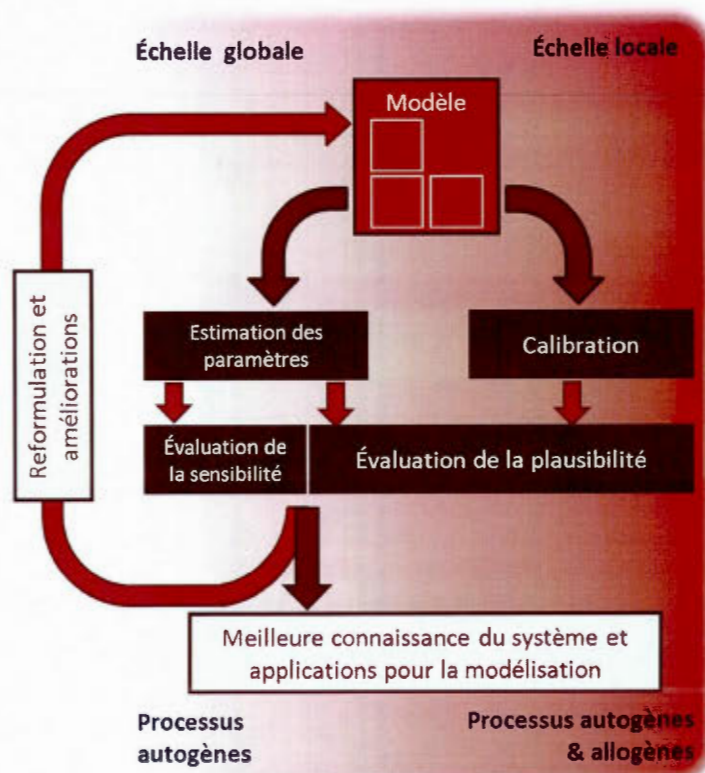 Échelle globale
Échelle locale
Modèle
Estimation des
paramètres
Calibration
Reformulation et
améliorations
Évaluation de
la sensibilité
Évaluation de la plausibilité
Meilleure connaissance du système et
applications pour la modélisation
Processus
autogènes
Processus autogènes
& allogènes